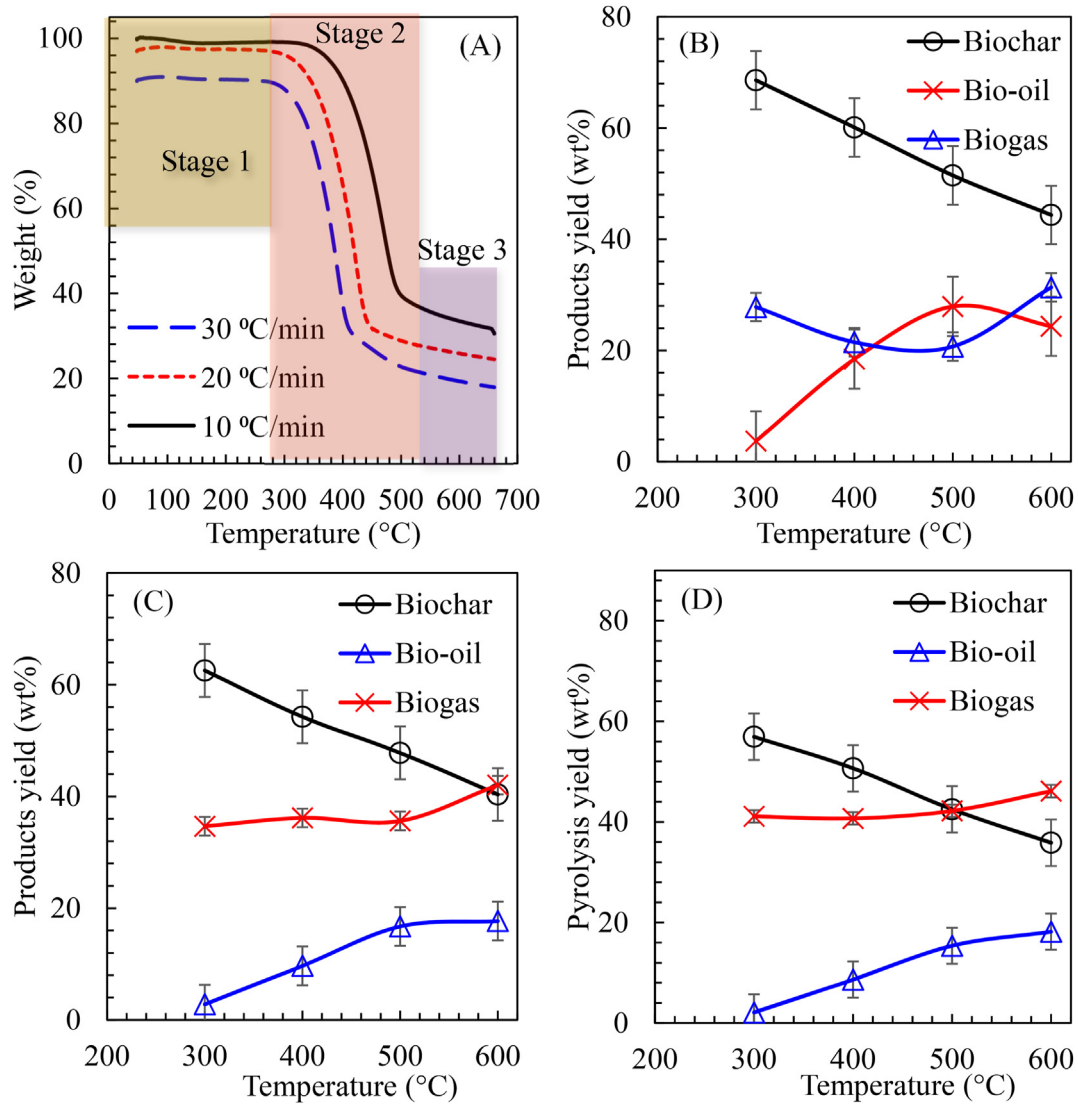 (A)
Stage 2
Stage 1
Stage 3
Weight (%)
100
80
60
40
20
0
30 ºC/min
20 ºC/min
10 ºC/min
0 100 200 300 400 500 600 700
Temperature (°C)
(B)
Biochar
Bio-oil
Biogas
Products yield (wt%)
80
60
40
20
0
200 300 400 500 600
Temperature (°C)
(C)
Biochar
Bio-oil
Biogas
Products yield (wt%)
80
60
40
20
0
200 300 400 500 600
Temperature (°C)
(D)
Biochar
Bio-oil
Biogas
Pyrolysis yield (wt%)
80
60
40
20
0
200 300 400 500 600
Temperature (°C)